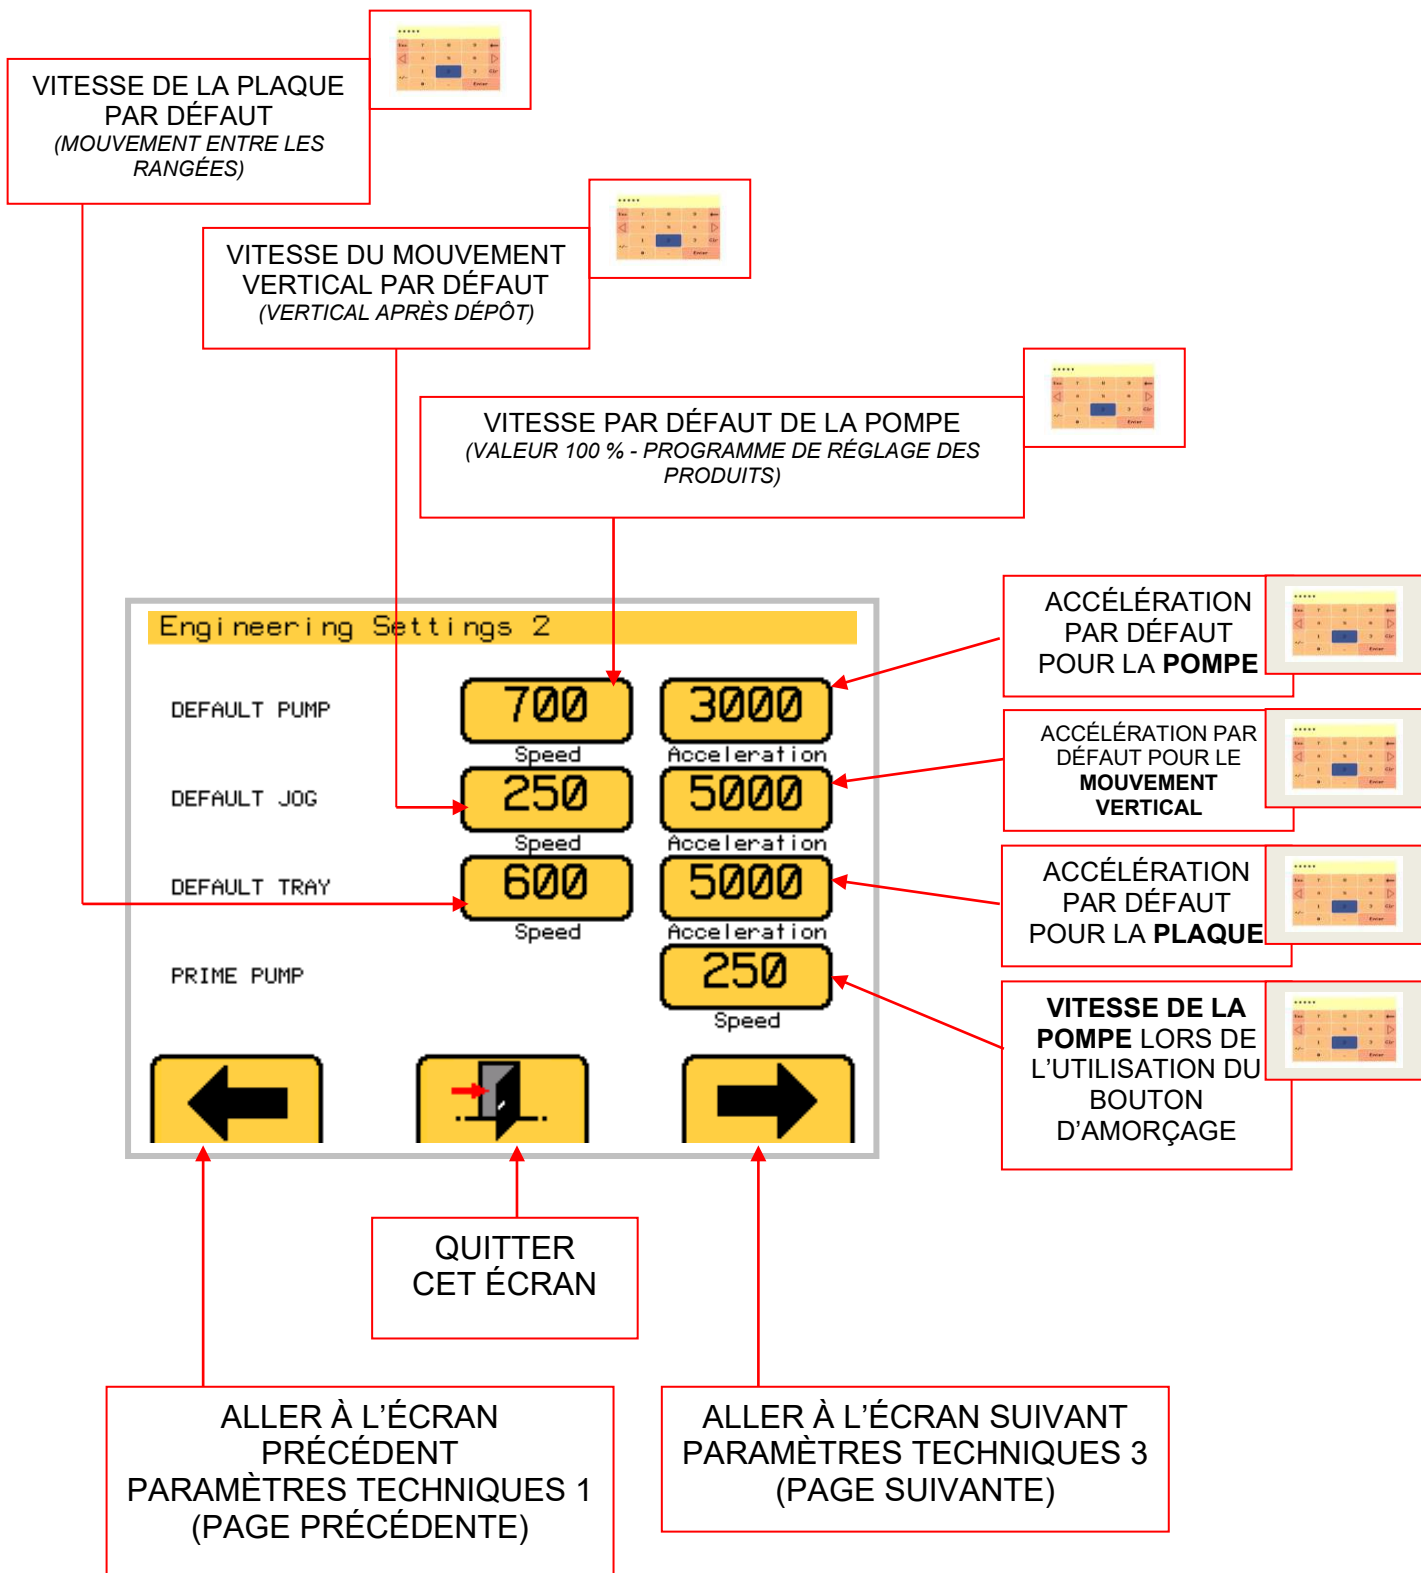 VITESSE DE LA PLAQUE
PAR DÉFAUT
(MOUVEMENT ENTRE LES
RANGÉES)
VITESSE DU MOUVEMENT
VERTICAL PAR DÉFAUT
(VERTICAL APRÈS DÉPÔT)
VITESSE PAR DÉFAUT DE LA POMPE
(VALEUR 100 % - PROGRAMME DE RÉGLAGE DES
PRODUITS)
Engineering Settings 2
DEFAULT PUMP
700
3000
Speed
Acceleration
DEFAULT JOG
250
5000
Speed
Acceleration
DEFAULT TRAY
600
5000
Speed
Acceleration
PRIME PUMP
250
Speed
ACCÉLÉRATION
PAR DÉFAUT
POUR LA POMPE
ACCÉLÉRATION PAR
DÉFAUT POUR LE
MOUVEMENT
VERTICAL
ACCÉLÉRATION
PAR DÉFAUT
POUR LA PLAQUE
VITESSE DE LA
POMPE LORS DE
L’UTILISATION DU
BOUTON
D’AMORÇAGE
QUITTER
CET ÉCRAN
ALLER À L’ÉCRAN
PRÉCÉDENT
PARAMÈTRES TECHNIQUES 1
(PAGE PRÉCÉDENTE)
ALLER À L’ÉCRAN SUIVANT
PARAMÈTRES TECHNIQUES 3
(PAGE SUIVANTE)